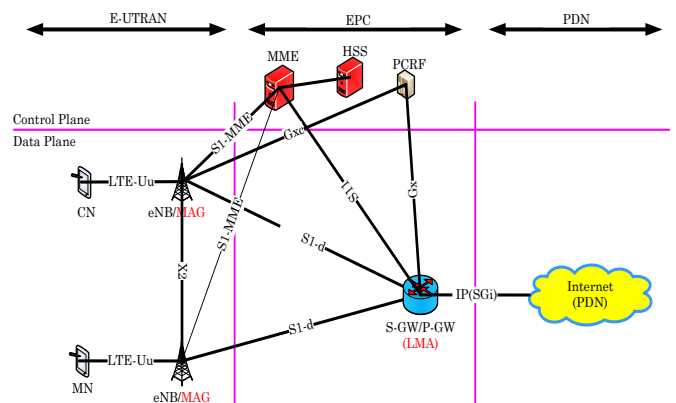 E-UTRAN
EPC
PDN
MME
HSS
PCRF
Control Plane
Data Plane
S1-MME
Gxc
CN
LTE-Uu
eNB/MAG
S1-MME
S11
Gx
X2
S1-d
S1-d
IP(SGi)
Internet
(PDN)
S-GW/P-GW
(LMA)
MN
LTE-Uu
eNB/MAG